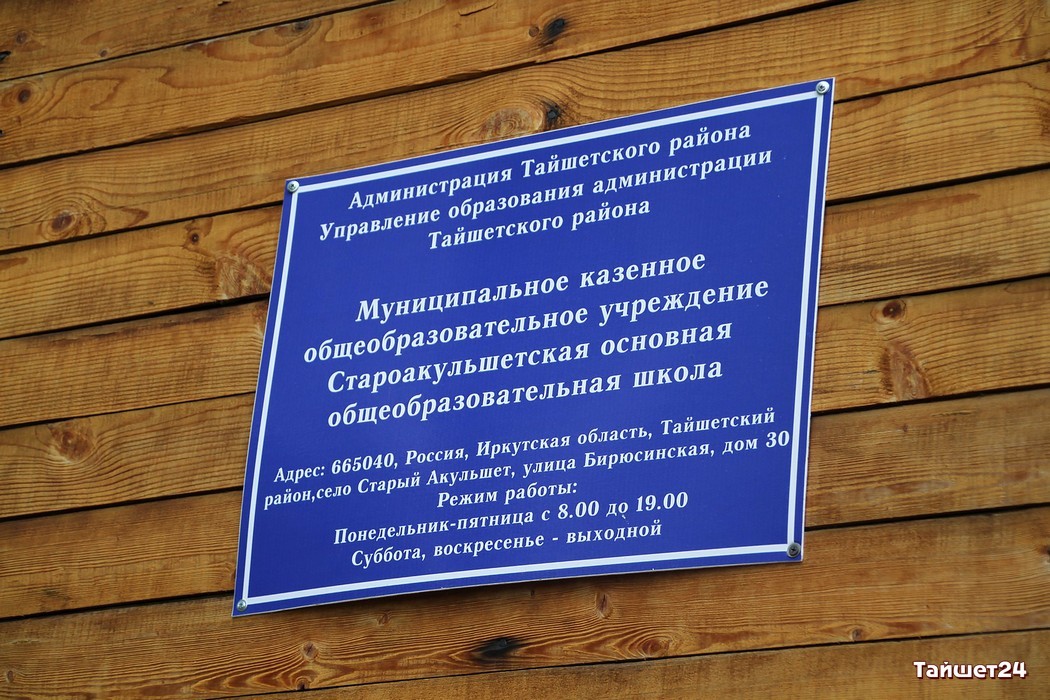 Администрация Тайшетского района
Управление образования администрации
Тайшетского района
Муниципальное казенное
общеобразовательное учреждение
Староакульшетская основная
общеобразовательная школа
Адрес: 665040, Россия, Иркутская область, Тайшетский
район,село Старый Акульшет, улица Бирюсинская, дом 30
Режим работы:
Понедельник-пятница с 8.00 до 19.00
Суббота, воскресенье - выходной
Тайшет24